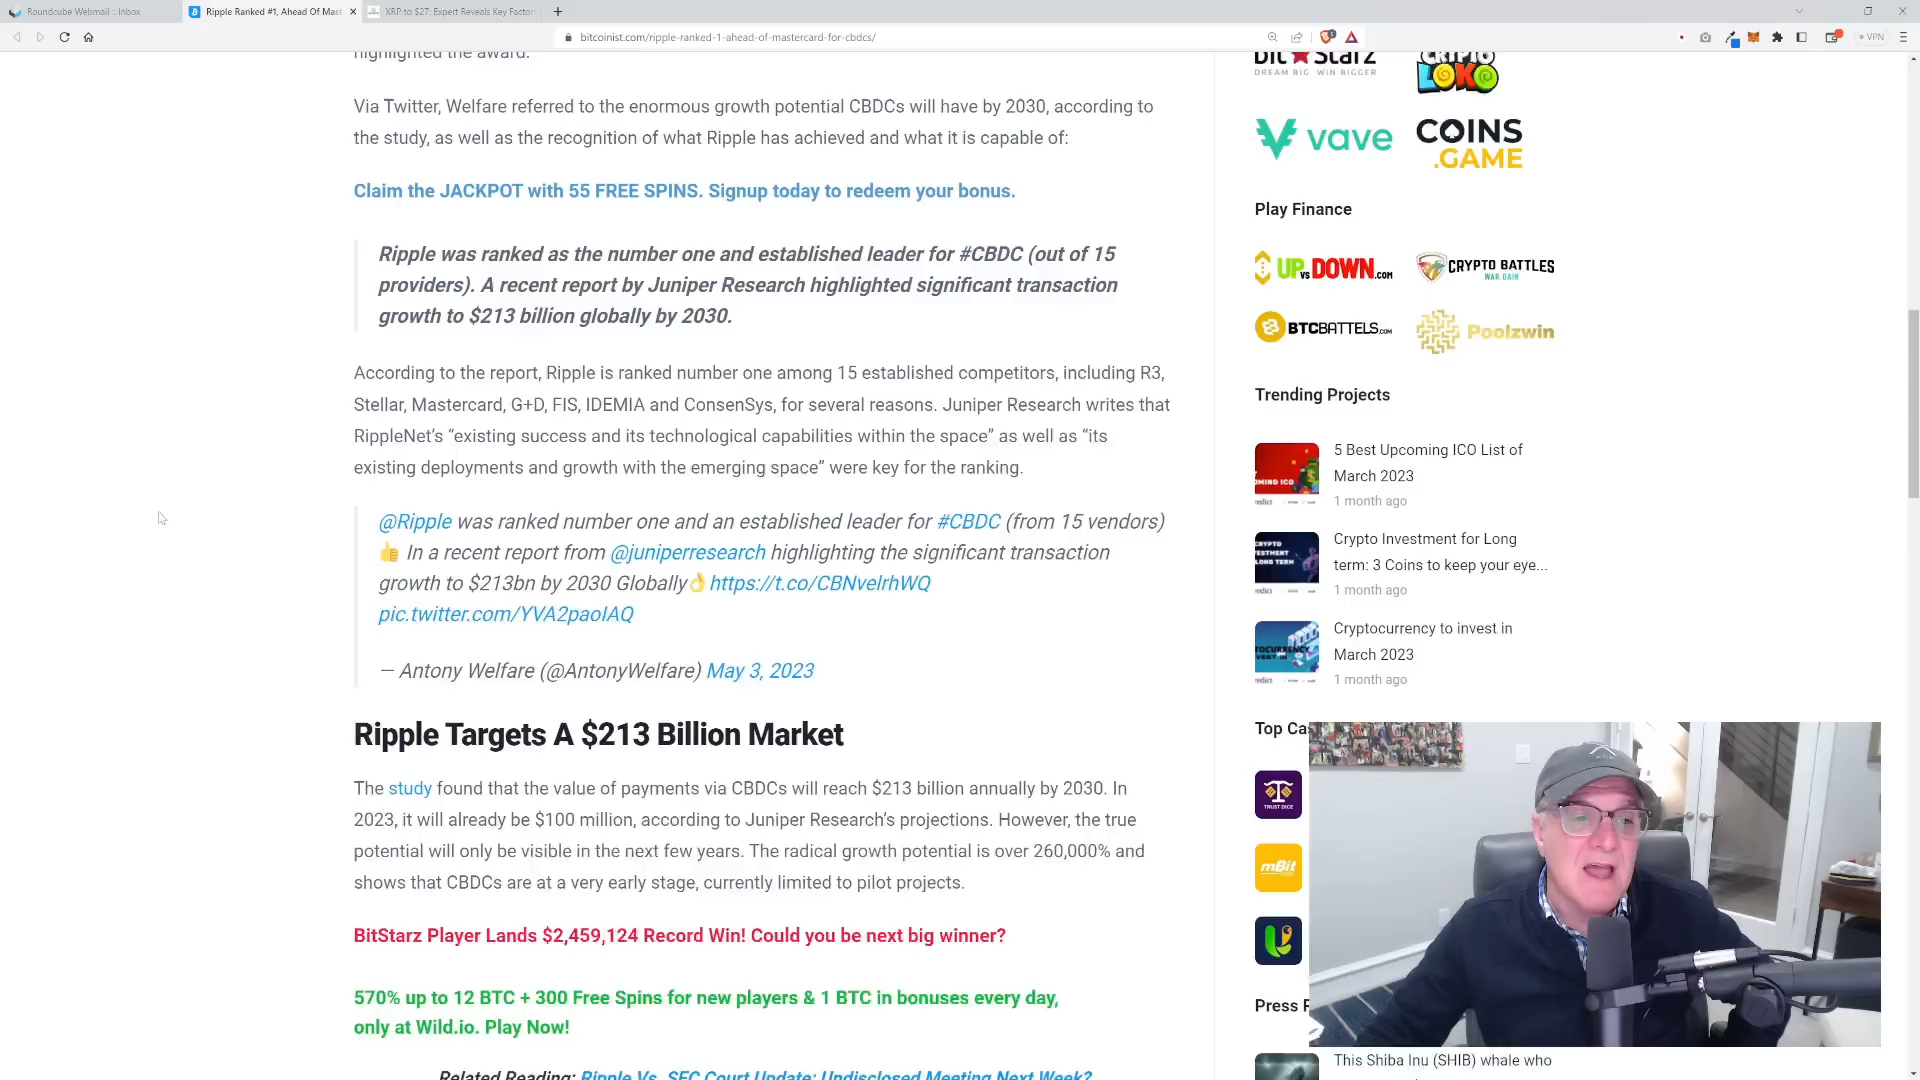 Roundcube Webmail :: Inbox
Ripple Ranked #1, Ahead Of Mast
XRP to $27: Expert Reveals Key Factor
bitcoinist.com/ripple-ranked-1-ahead-of-mastercard-for-cbdcs/
VPN
highlighted the award.
Via Twitter, Welfare referred to the enormous growth potential CBDCs will have by 2030, according to
the study, as well as the recognition of what Ripple has achieved and what it is capable of:
Claim the JACKPOT with 55 FREE SPINS. Signup today to redeem your bonus.
Ripple was ranked as the number one and established leader for #CBDC (out of 15
providers). A recent report by Juniper Research highlighted significant transaction
growth to $213 billion globally by 2030.
According to the report, Ripple is ranked number one among 15 established competitors, including R3,
Stellar, Mastercard, G+D, FIS, IDEMIA and ConsenSys, for several reasons. Juniper Research writes that
RippleNet's “existing success and its technological capabilities within the space” as well as “its
existing deployments and growth with the emerging space” were key for the ranking.
@Ripple was ranked number one and an established leader for #CBDC (from 15 vendors)
👍 In a recent report from @juniperresearch highlighting the significant transaction
growth to $213bn by 2030 Globally👌https://t.co/CBNvelrhWQ
pic.twitter.com/YVA2paoIAQ
— Antony Welfare (@AntonyWelfare) May 3, 2023
Ripple Targets A $213 Billion Market
The study found that the value of payments via CBDCs will reach $213 billion annually by 2030. In
2023, it will already be $100 million, according to Juniper Research's projections. However, the true
potential will only be visible in the next few years. The radical growth potential is over 260,000% and
shows that CBDCs are at a very early stage, currently limited to pilot projects.
BitStarz Player Lands $2,459,124 Record Win! Could you be next big winner?
570% up to 12 BTC + 300 Free Spins for new players & 1 BTC in bonuses every day,
only at Wild.io. Play Now!
Related Reading: Ripple Vs. SEC Court Update: Undisclosed Meeting Next Week?
bit starz
DREAM BIG WIN BIGGER
CRYPTO
LOKO
vave
COINS
.GAME
Play Finance
UP vs DOWN.COM
CRYPTO BATTLES
WAR.GAIN
BTCBATTELS.COM
Poolzwin
Trending Projects
5 Best Upcoming ICO List of
March 2023
1 month ago
Crypto Investment for Long
term: 3 Coins to keep your eye...
1 month ago
Cryptocurrency to invest in
March 2023
1 month ago
Top Cas
TRUST DICE
mBit
Press R
This Shiba Inu (SHIB) whale who